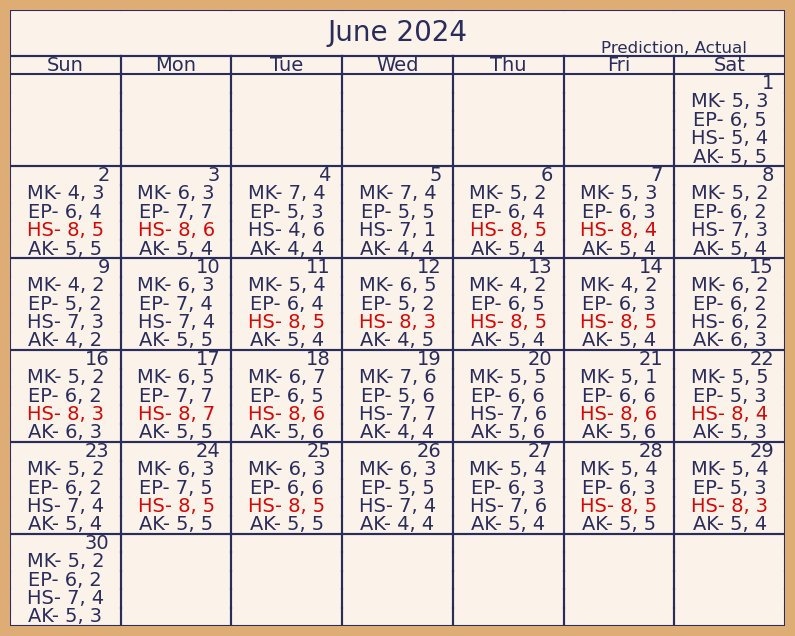 June 2024
Prediction, Actual
Sun Mon Tue Wed Thu Fri Sat
1
MK- 5, 3
EP- 6, 5
HS- 5, 4
AK- 5, 5
2 3 4 5 6 7 8
MK- 4, 3 MK- 6, 3 MK- 7, 4 MK- 7, 4 MK- 5, 2 MK- 5, 3 MK- 5, 2
EP- 6, 4 EP- 7, 7 EP- 5, 3 EP- 5, 5 EP- 6, 4 EP- 6, 3 EP- 6, 2
HS- 8, 5 HS- 8, 6 HS- 4, 6 HS- 7, 1 HS- 8, 5 HS- 8, 4 HS- 7, 3
AK- 5, 5 AK- 5, 4 AK- 4, 4 AK- 4, 4 AK- 5, 4 AK- 5, 4 AK- 5, 4
9 10 11 12 13 14 15
MK- 4, 2 MK- 6, 3 MK- 5, 4 MK- 6, 5 MK- 4, 2 MK- 4, 2 MK- 6, 2
EP- 5, 2 EP- 7, 4 EP- 6, 4 EP- 5, 2 EP- 6, 5 EP- 6, 3 EP- 6, 2
HS- 7, 3 HS- 7, 4 HS- 8, 5 HS- 8, 3 HS- 8, 5 HS- 8, 5 HS- 6, 2
AK- 4, 2 AK- 5, 5 AK- 5, 4 AK- 4, 5 AK- 5, 4 AK- 5, 4 AK- 6, 3
16 17 18 19 20 21 22
MK- 5, 2 MK- 6, 5 MK- 6, 7 MK- 7, 6 MK- 5, 5 MK- 5, 1 MK- 5, 5
EP- 6, 2 EP- 7, 7 EP- 6, 5 EP- 5, 6 EP- 6, 6 EP- 6, 6 EP- 5, 3
HS- 8, 3 HS- 8, 7 HS- 8, 6 HS- 7, 7 HS- 7, 6 HS- 8, 6 HS- 8, 4
AK- 6, 3 AK- 5, 5 AK- 5, 6 AK- 4, 4 AK- 5, 6 AK- 5, 6 AK- 5, 3
23 24 25 26 27 28 29
MK- 5, 2 MK- 6, 3 MK- 6, 3 MK- 6, 3 MK- 5, 4 MK- 5, 4 MK- 5, 4
EP- 6, 2 EP- 7, 5 EP- 6, 6 EP- 5, 5 EP- 6, 3 EP- 6, 3 EP- 5, 3
HS- 7, 4 HS- 8, 5 HS- 8, 5 HS- 7, 4 HS- 7, 6 HS- 8, 5 HS- 8, 3
AK- 5, 4 AK- 5, 5 AK- 5, 5 AK- 4, 4 AK- 5, 4 AK- 5, 5 AK- 5, 4
30
MK- 5, 2
EP- 6, 2
HS- 7, 4
AK- 5, 3